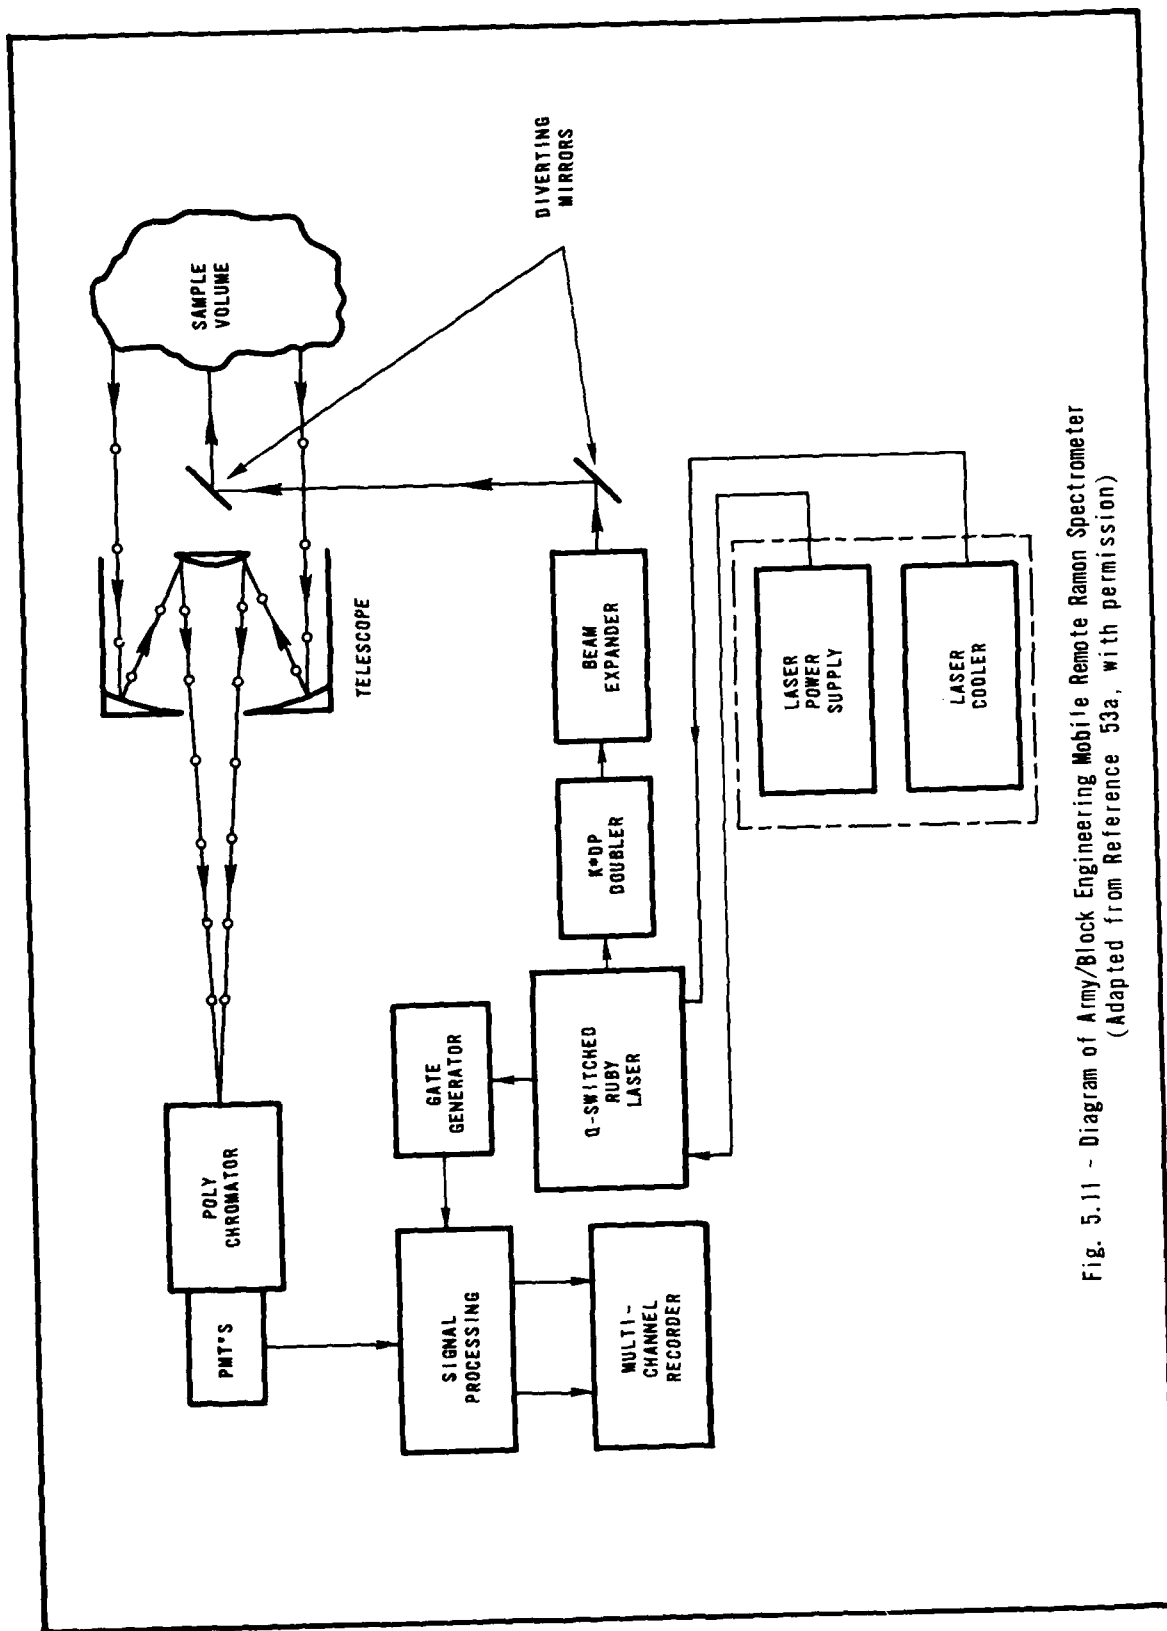 SAMPLE
VOLUME
DIVERTING
MIRRORS
TELESCOPE
POLY
CHROMATOR
PMT'S
GATE
GENERATOR
SIGNAL
PROCESSING
MULTI-
CHANNEL
RECORDER
Q-SWITCHED
RUBY
LASER
K*DP
DOUBLER
BEAM
EXPANDER
LASER
POWER
SUPPLY
LASER
COOLER
Fig. 5.11 - Diagram of Army/Block Engineering Mobile Remote Ramon Spectrometer
(Adapted from Reference 53a, with permission)